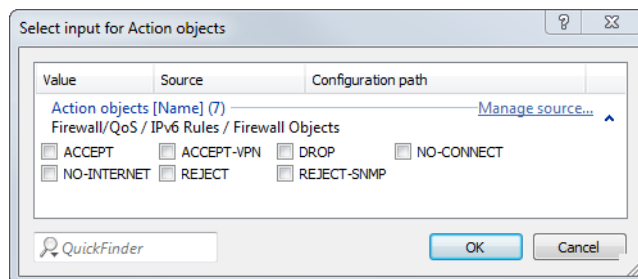 Select input for Action objects
Value Source Configuration path
Action objects [Name] (7) Manage source...
Firewall/QoS / IPv6 Rules / Firewall Objects
ACCEPT ACCEPT-VPN DROP NO-CONNECT
NO-INTERNET REJECT REJECT-SNMP
QuickFinder OK Cancel